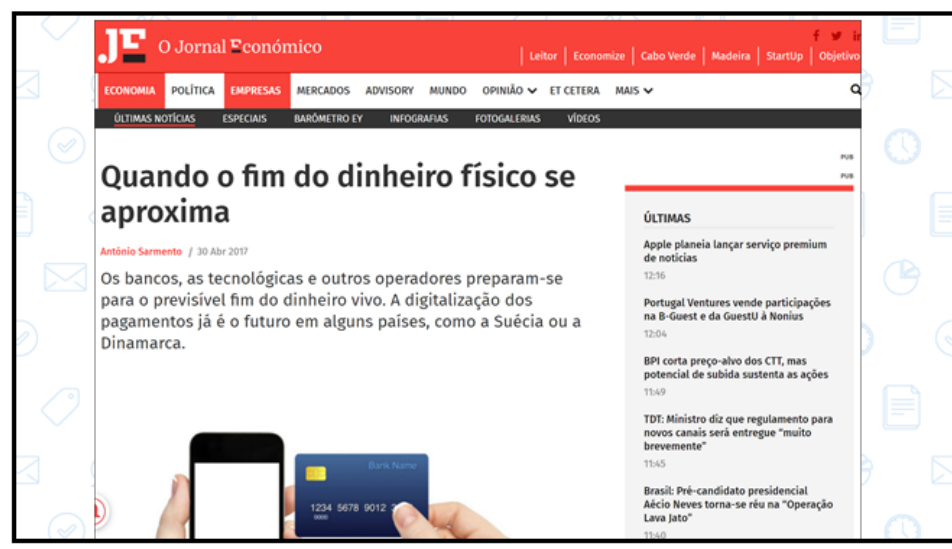 JE O Jornal Económico
Leitor | Economize | Cabo Verde | Madeira | StartUp | Objetivo
ECONOMIA POLÍTICA EMPRESAS MERCADOS ADVISORY MUNDO OPINIÃO ET CETERA MAIS
ÚLTIMAS NOTÍCIAS ESPECIAIS BARÓMETRO EY INFOGRAFIAS FOTOGALERIAS VÍDEOS
Quando o fim do dinheiro físico se
aproxima
António Sarmento / 30 Abr 2017
Os bancos, as tecnológicas e outros operadores preparam-se
para o previsível fim do dinheiro vivo. A digitalização dos
pagamentos já é o futuro em alguns países, como a Suécia ou a
Dinamarca.
Bank Name
1234 5678 9012
0000
PUB
PUB
ÚLTIMAS
Apple planeia lançar serviço premium
de notícias
12:16
Portugal Ventures vende participações
na B-Guest e da GuestU à Nonius
12:04
BPI corta preço-alvo dos CTT, mas
potencial de subida sustenta as ações
11:49
TDT: Ministro diz que regulamento para
novos canais será entregue "muito
brevemente"
11:45
Brasil: Pré-candidato presidencial
Aécio Neves torna-se réu na "Operação
Lava Jato"
11:40